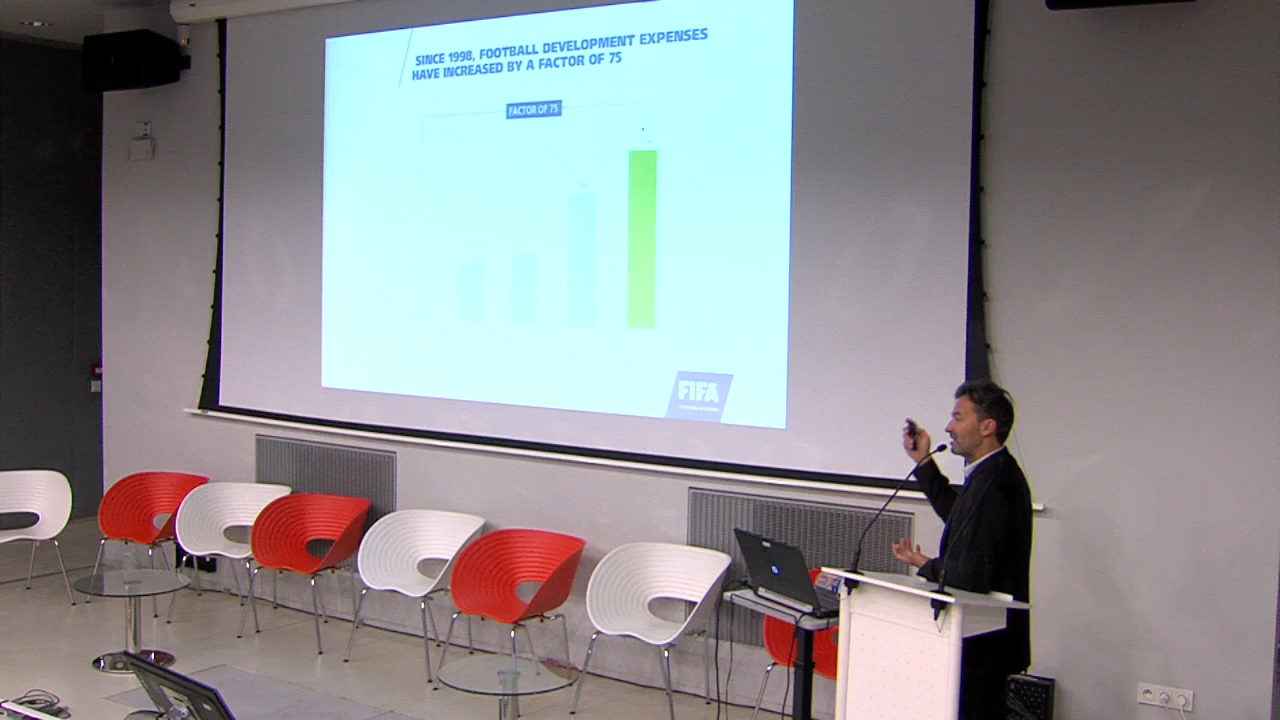 SINCE 1998, FOOTBALL DEVELOPMENT EXPENSES
HAVE INCREASED BY A FACTOR OF 75
FACTOR OF 75
FIFA